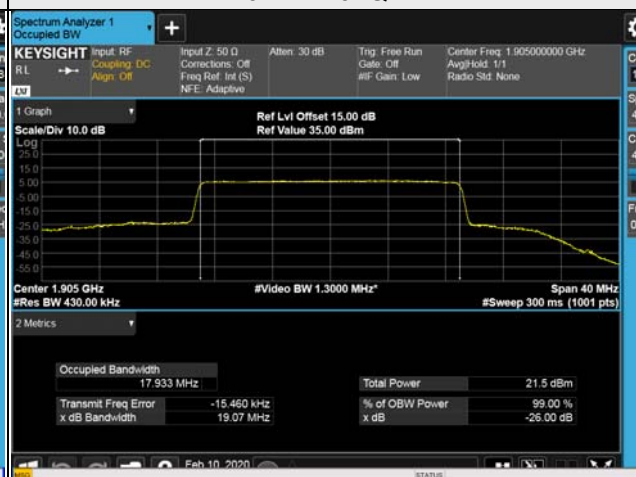 Spectrum Analyzer 1
Occupied BW
KEYSIGHT
RL
LXI
Input: RF
Coupling: DC
Align: Off
Input Z: 50 Ω
Corrections: Off
Freq Ref: Int (S)
NFE: Adaptive
Atten: 30 dB
Trig: Free Run
Gate: Off
#IF Gain: Low
Center Freq: 1.905000000 GHz
Avg|Hold: 1/1
Radio Std: None
1 Graph
Scale/Div 10.0 dB
Ref Lvl Offset 15.00 dB
Ref Value 35.00 dBm
Log
25.0
15.0
5.00
-5.00
-15.0
-25.0
-35.0
-45.0
-55.0
Center 1.905 GHz
#Video BW 1.3000 MHz*
Span 40 MHz
#Res BW 430.00 kHz
#Sweep 300 ms (1001 pts)
2 Metrics
Occupied Bandwidth
17.933 MHz
Total Power 21.5 dBm
Transmit Freq Error -15.460 kHz
% of OBW Power 99.00 %
x dB Bandwidth 19.07 MHz
x dB -26.00 dB
Feb 10, 2020
MSG
STATUS